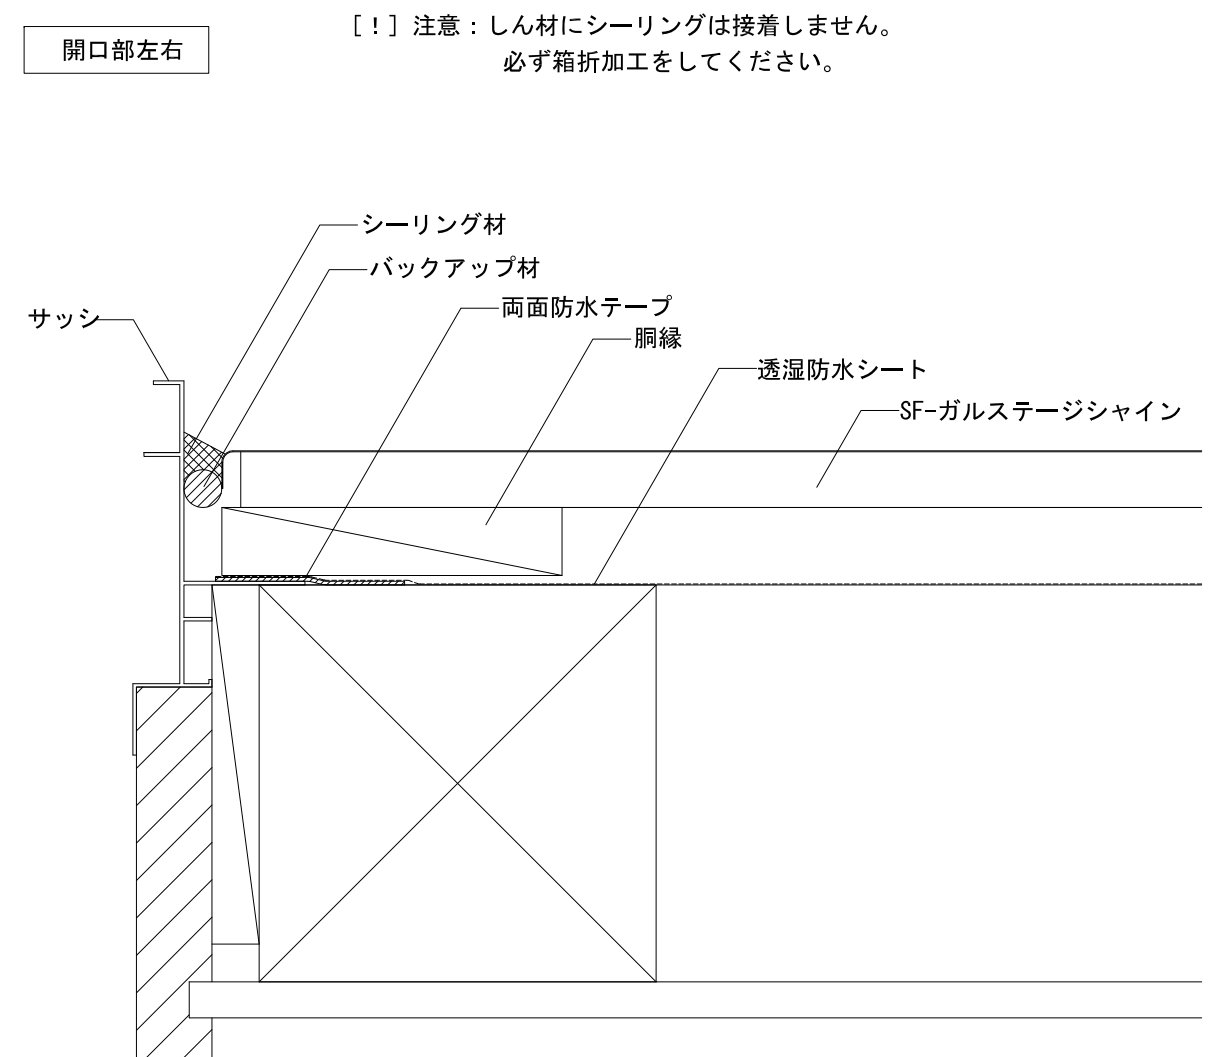 開口部左右
[!] 注意：しん材にシーリングは接着しません。
必ず箱折加工をしてください。
シーリング材
バックアップ材
両面防水テープ
サッシ
胴縁
透湿防水シート
SF-ガルステージシャイン